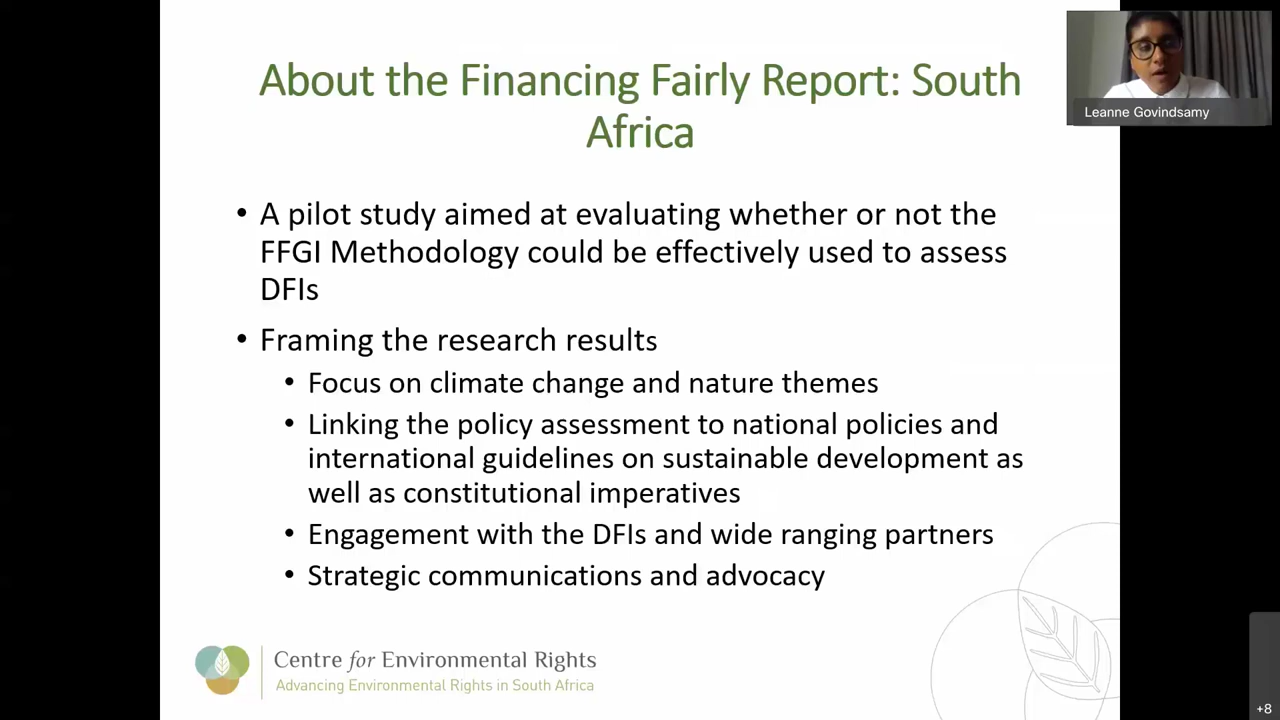 About the Financing Fairly Report: South
Africa
Leanne Govindsamy
• A pilot study aimed at evaluating whether or not the
FFGI Methodology could be effectively used to assess
DFIs
• Framing the research results
• Focus on climate change and nature themes
• Linking the policy assessment to national policies and
international guidelines on sustainable development as
well as constitutional imperatives
• Engagement with the DFIs and wide ranging partners
• Strategic communications and advocacy
Centre for Environmental Rights
Advancing Environmental Rights in South Africa
+8